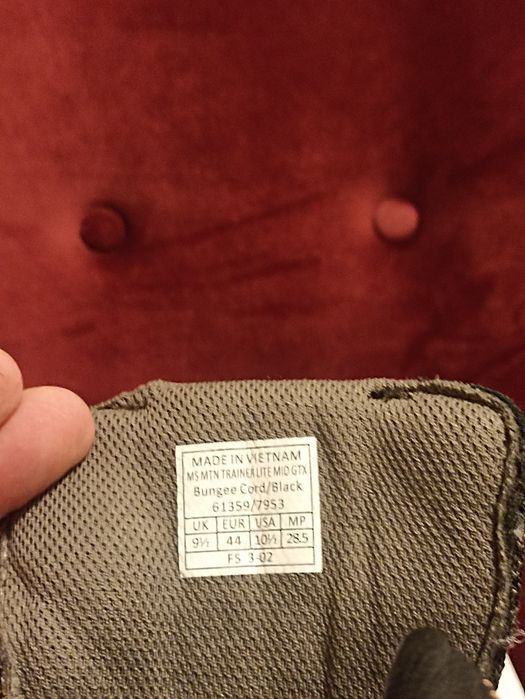 MADE IN VIETNAM
MS MTN TRAINER LITE MID GTX
Bungee Cord/Black
61359/7953
UK EUR USA MP
9½ 44 10½ 28.5
FS 3-02